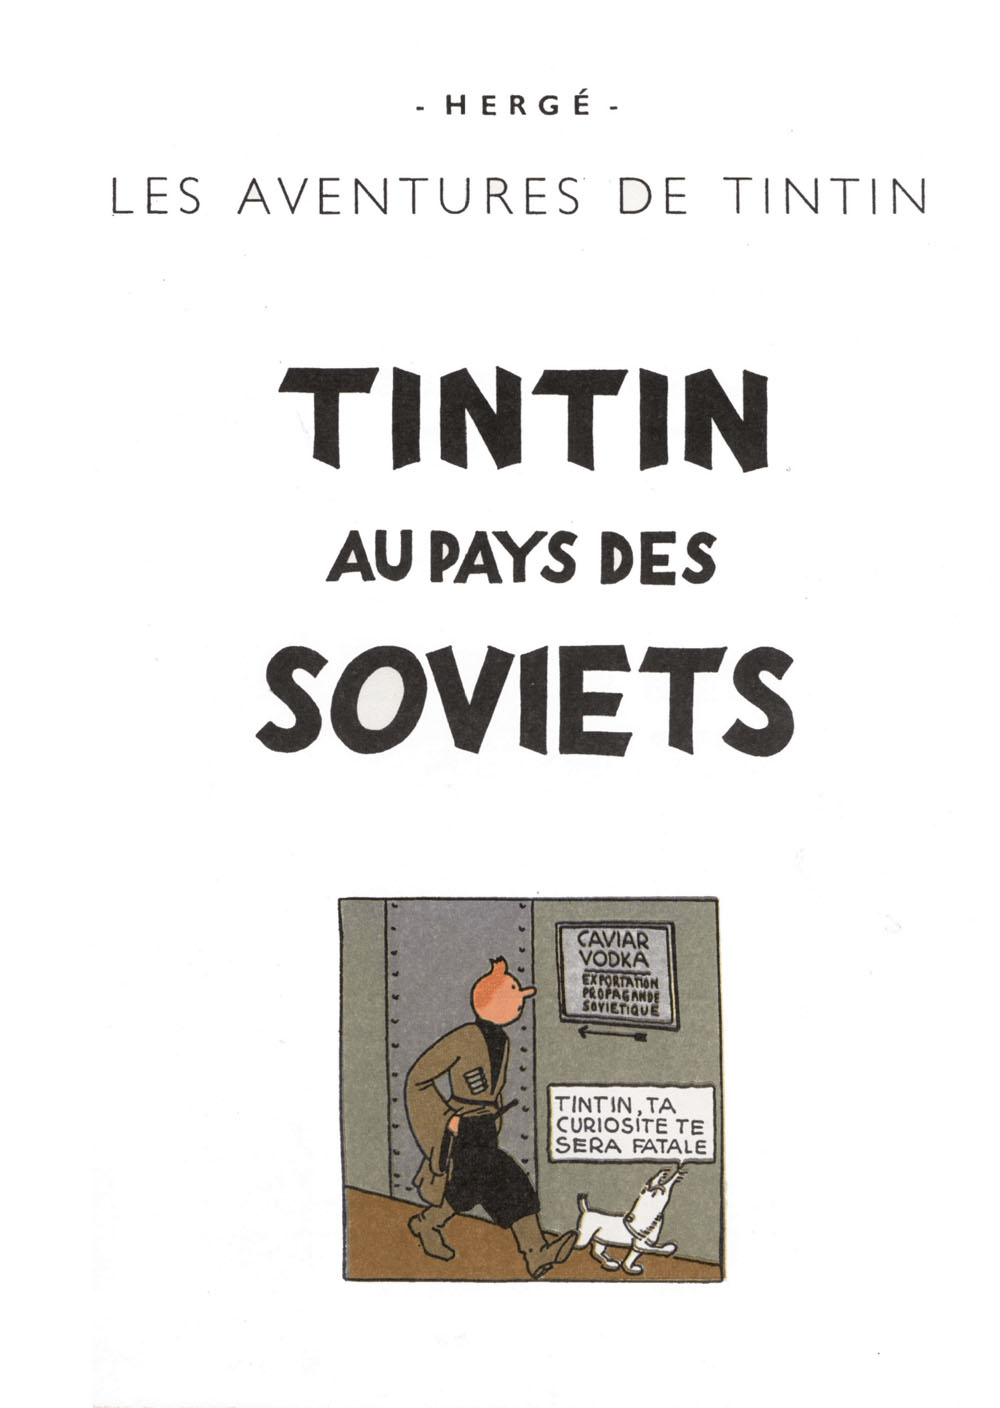 - HERGÉ -
LES AVENTURES DE TINTIN
TINTIN
AU PAYS DES
SOVIETS
CAVIAR
VODKA
EXPORTATION
PROPAGANDE
SOVIETIQUE
TINTIN, TA
CURIOSITE TE
SERA FATALE